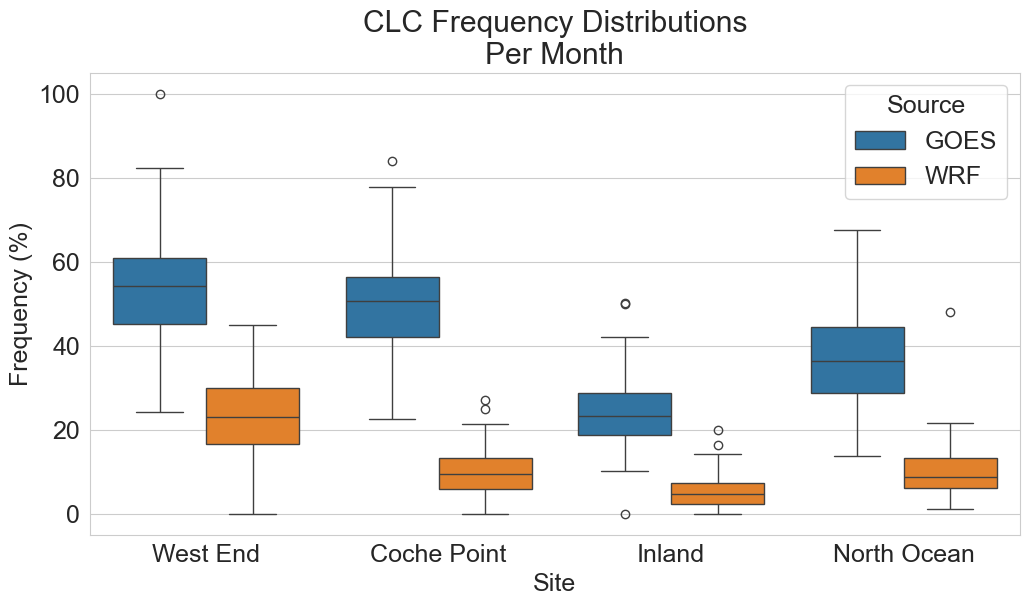 CLC Frequency Distributions
Per Month
Frequency (%)
100
80
60
40
20
0
Source
GOES
WRF
West End
Coche Point
Inland
North Ocean
Site